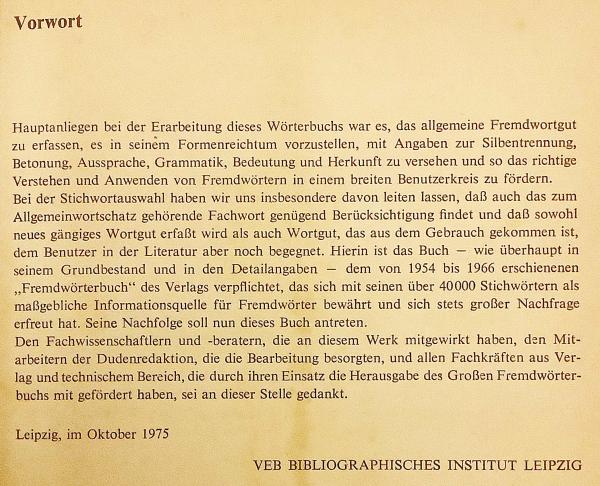 Vorwort
Hauptanliegen bei der Erarbeitung dieses Wörterbuchs war es, das allgemeine Fremdwortgut
zu erfassen, es in seinem Formenreichtum vorzustellen, mit Angaben zur Silbentrennung,
Betonung, Aussprache, Grammatik, Bedeutung und Herkunft zu versehen und so das richtige
Verstehen und Anwenden von Fremdwörtern in einem breiten Benutzerkreis zu fördern.
Bei der Stichwortauswahl haben wir uns insbesondere davon leiten lassen, daß auch das zum
Allgemeinwortschatz gehörende Fachwort genügend Berücksichtigung findet und daß sowohl
neues gängiges Wortgut erfaßt wird als auch Wortgut, das aus dem Gebrauch gekommen ist,
dem Benutzer in der Literatur aber noch begegnet. Hierin ist das Buch — wie überhaupt in
seinem Grundbestand und in den Detailangaben — dem von 1954 bis 1966 erschienenen
„Fremdwörterbuch“ des Verlags verpflichtet, das sich mit seinen über 40000 Stichwörtern als
maßgebliche Informationsquelle für Fremdwörter bewährt und sich stets großer Nachfrage
erfreut hat. Seine Nachfolge soll nun dieses Buch antreten.
Den Fachwissenschaftlern und -beratern, die an diesem Werk mitgewirkt haben, den Mit-
arbeitern der Dudenredaktion, die die Bearbeitung besorgten, und allen Fachkräften aus Ver-
lag und technischem Bereich, die durch ihren Einsatz die Herausgabe des Großen Fremdwörter-
buchs mit gefördert haben, sei an dieser Stelle gedankt.
Leipzig, im Oktober 1975
VEB BIBLIOGRAPHISCHES INSTITUT LEIPZIG